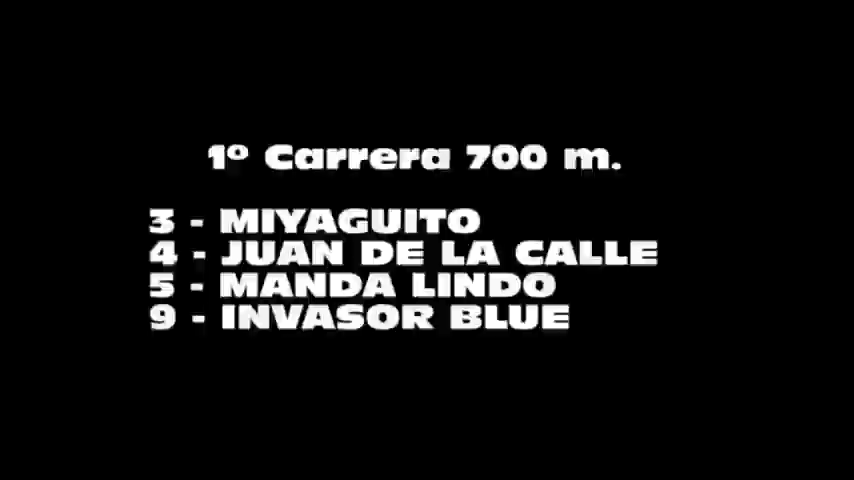 1º Carrera 700 m.
3 - MIYAGUITO
4 - JUAN DE LA CALLE
5 - MANDA LINDO
9 - INVASOR BLUE